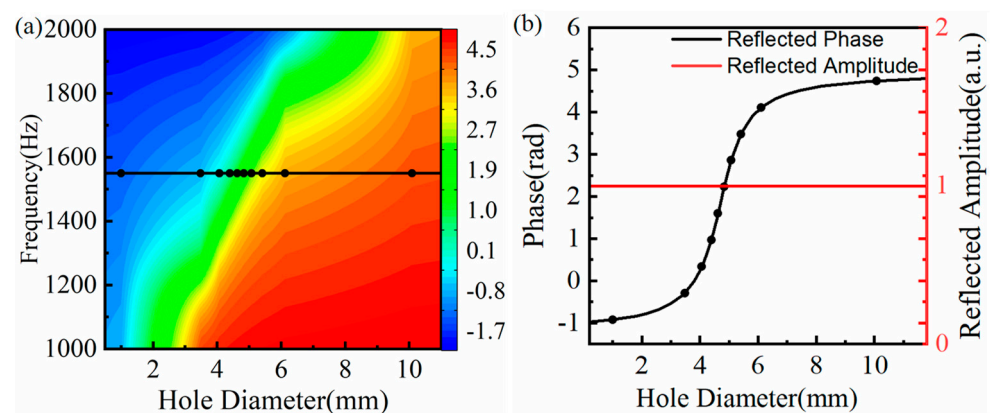 (a)
2000
1800
1600
1400
1200
1000
Frequency(Hz)
2 4 6 8 10
Hole Diameter(mm)
4.5
3.6
2.7
1.9
1.0
0.1
-0.8
-1.7
(b)
6
5
4
3
2
1
0
-1
Phase(rad)
Reflected Phase
Reflected Amplitude
2 4 6 8 10
Hole Diameter(mm)
2
1
0
Reflected Amplitude(a.u.)